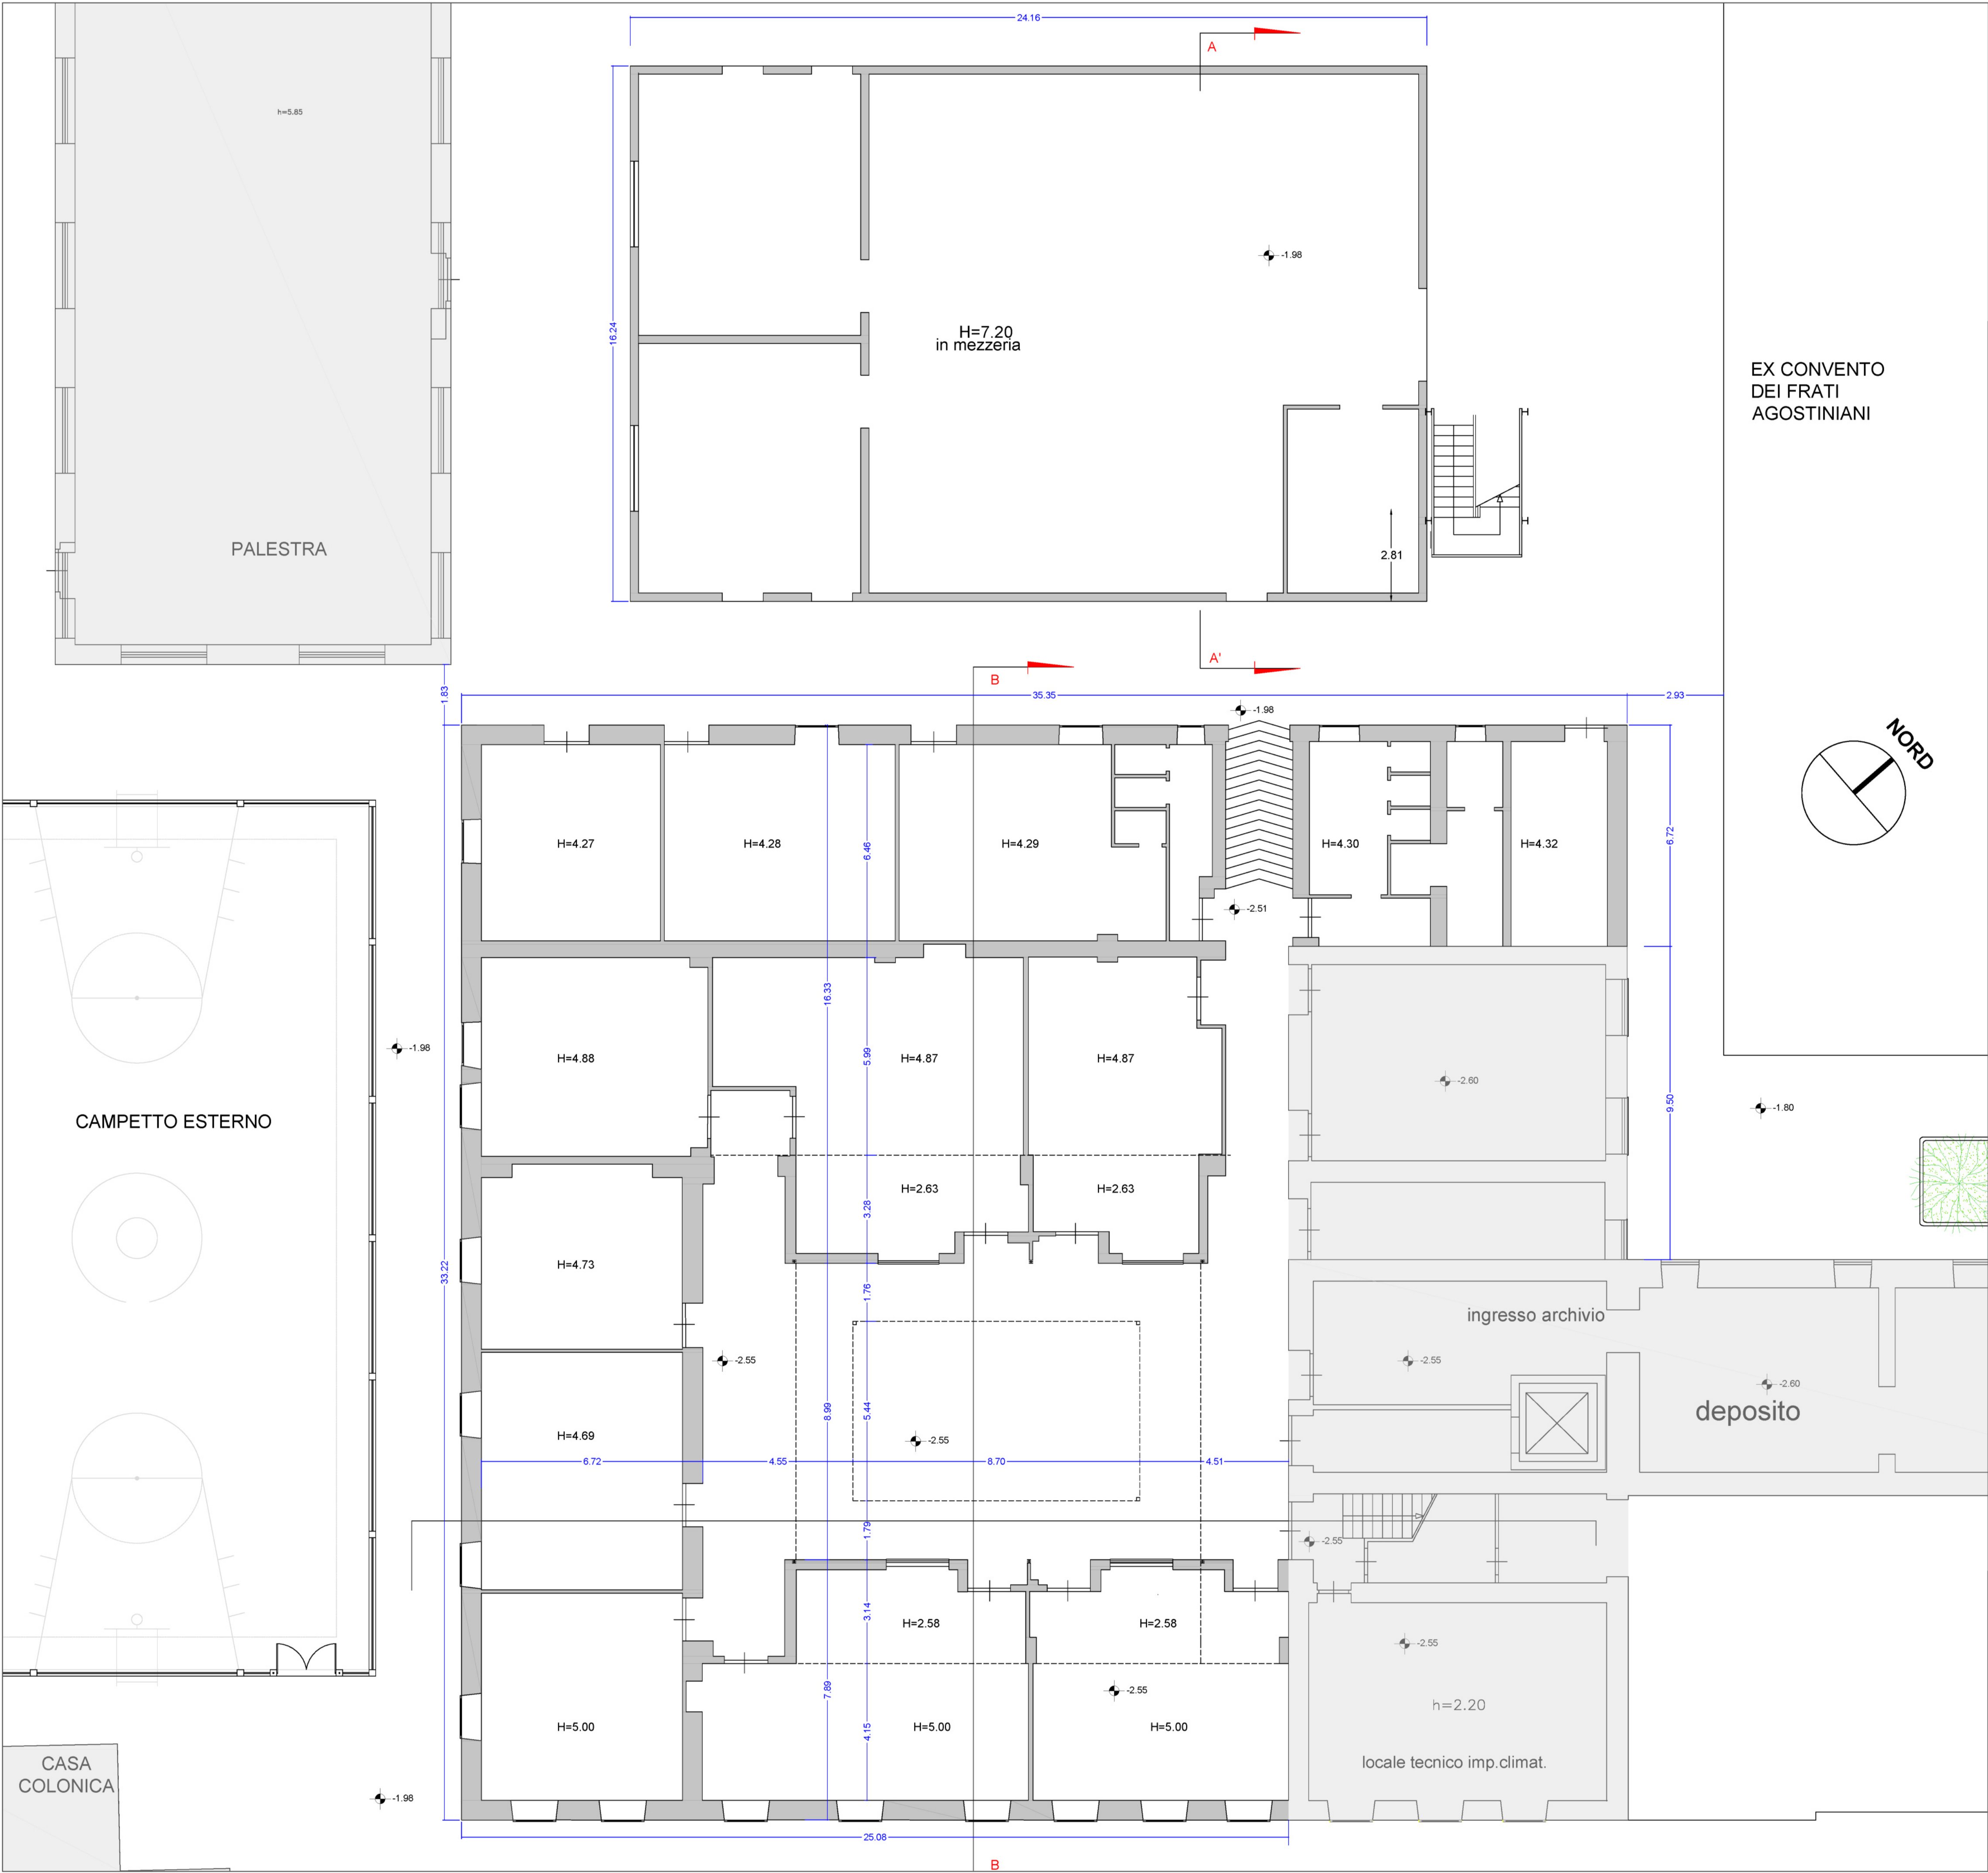 24.16
A
h=5.85
-1.98
16.24
H=7.20
in mezzeria
EX CONVENTO
DEI FRATI
AGOSTINIANI
PALESTRA
2.81
A'
B
1.83
35.35
2.93
-1.98
NORD
H=4.27
H=4.28
6.46
H=4.29
H=4.30
H=4.32
6.72
-2.51
16.33
-1.98
H=4.88
5.99
H=4.87
H=4.87
-2.60
9.50
-1.80
CAMPETTO ESTERNO
H=2.63
H=2.63
3.28
33.22
H=4.73
1.76
ingresso archivio
-2.55
-2.55
-2.60
deposito
8.99
5.44
H=4.69
-2.55
6.72
4.55
8.70
4.51
1.79
-2.55
3.14
H=2.58
H=2.58
-2.55
7.89
-2.55
h=2.20
4.15
H=5.00
H=5.00
H=5.00
CASA
COLONICA
locale tecnico imp.climat.
-1.98
25.08
B